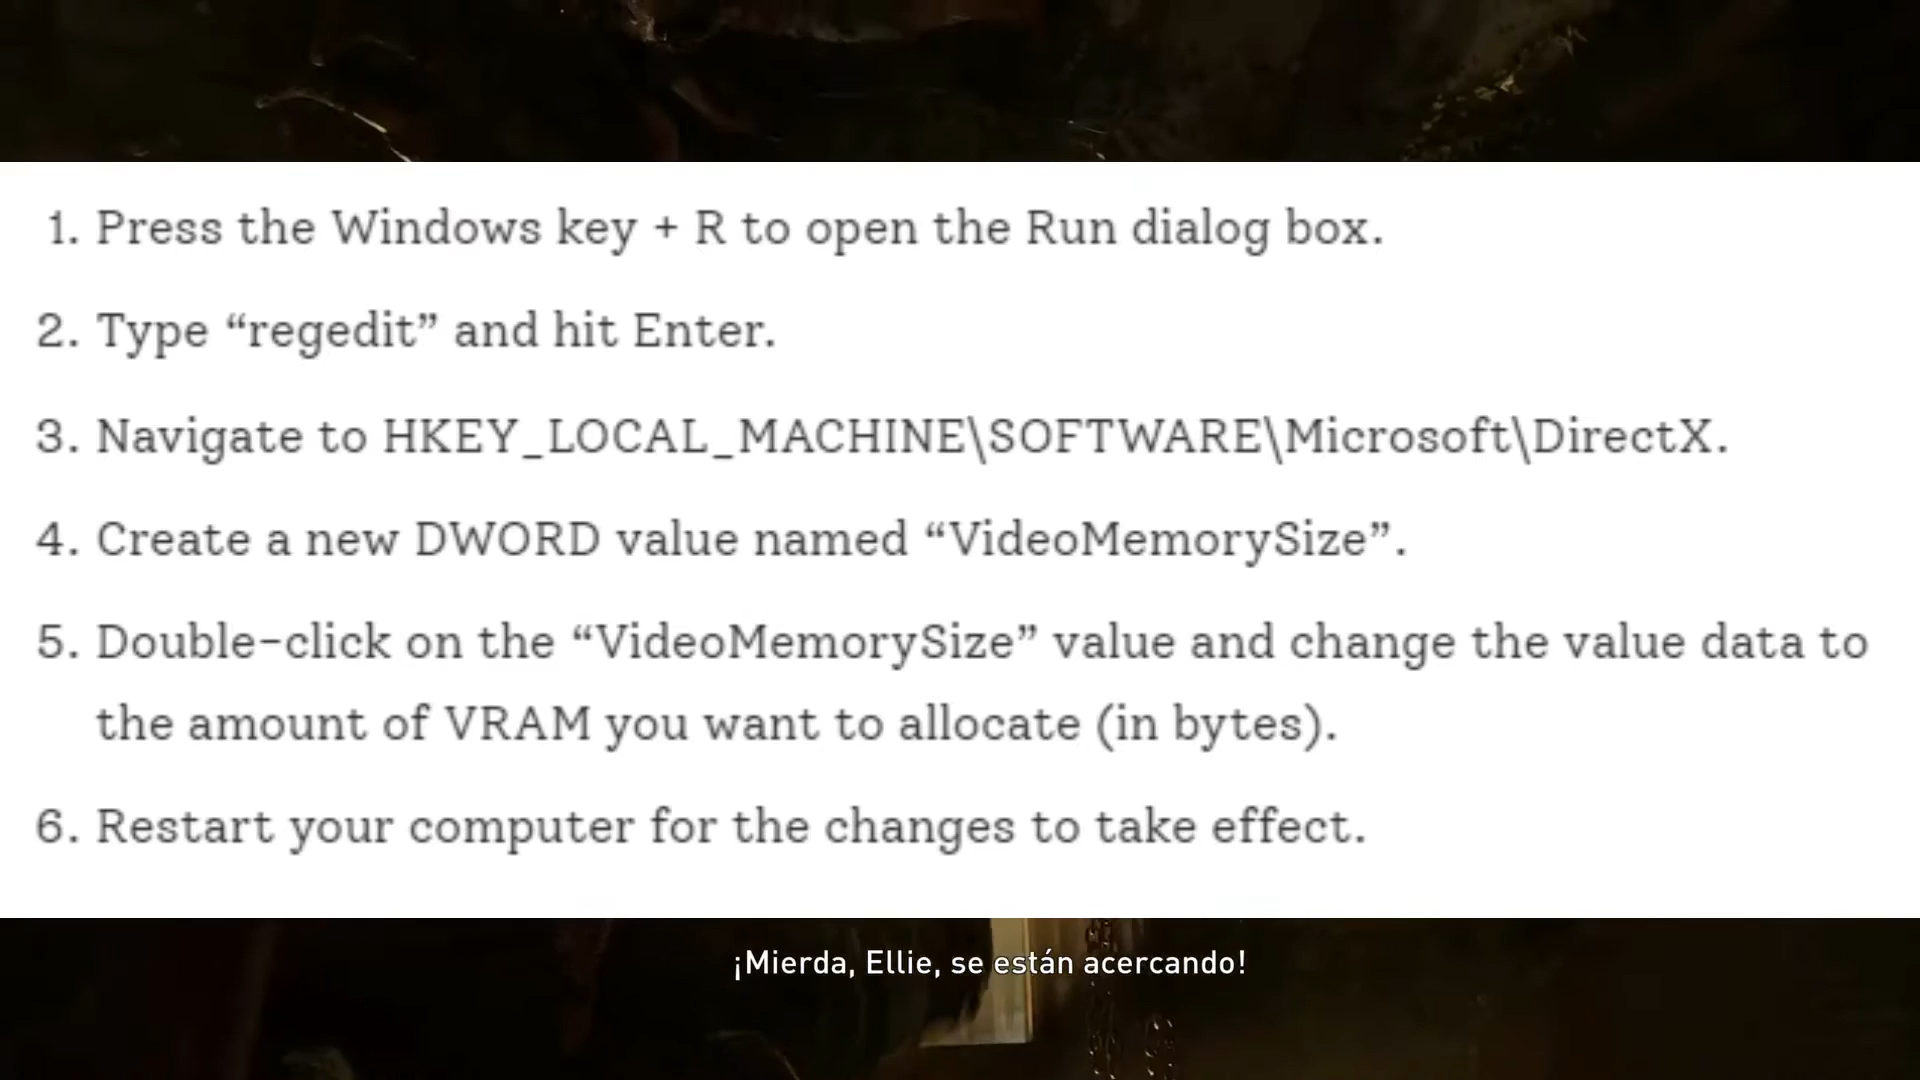 1. Press the Windows key + R to open the Run dialog box.
2. Type “regedit” and hit Enter.
3. Navigate to HKEY_LOCAL_MACHINE\SOFTWARE\Microsoft\DirectX.
4. Create a new DWORD value named “VideoMemorySize”.
5. Double-click on the “VideoMemorySize” value and change the value data to
the amount of VRAM you want to allocate (in bytes).
6. Restart your computer for the changes to take effect.
¡Mierda, Ellie, se están acercando!